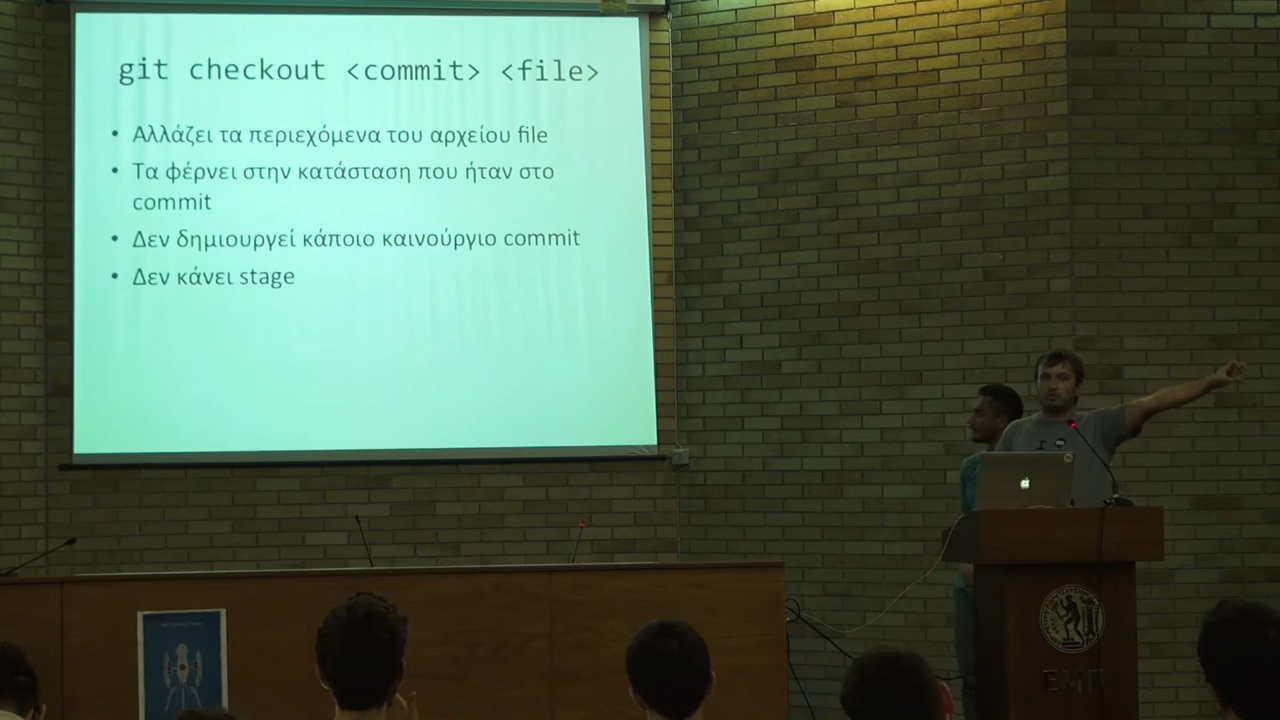 git checkout <commit> <file>
• Αλλάζει τα περιεχόμενα του αρχείου file
• Τα φέρνει στην κατάσταση που ήταν στο
commit
• Δεν δημιουργεί κάποιο καινούργιο commit
• Δεν κάνει stage
I
ΕΜΠ